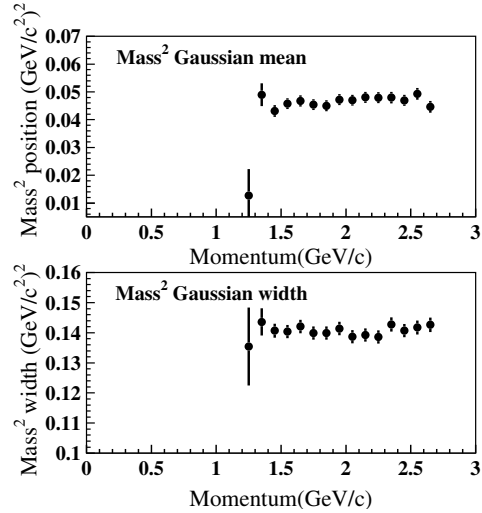 Mass² Gaussian mean
Mass² position (GeV/c²)²
0.07
0.06
0.05
0.04
0.03
0.02
0.01
0 0.5 1 1.5 2 2.5 3
Momentum(GeV/c)
Mass² Gaussian width
Mass² width (GeV/c²)²
0.16
0.15
0.14
0.13
0.12
0.11
0.1
0 0.5 1 1.5 2 2.5 3
Momentum(GeV/c)